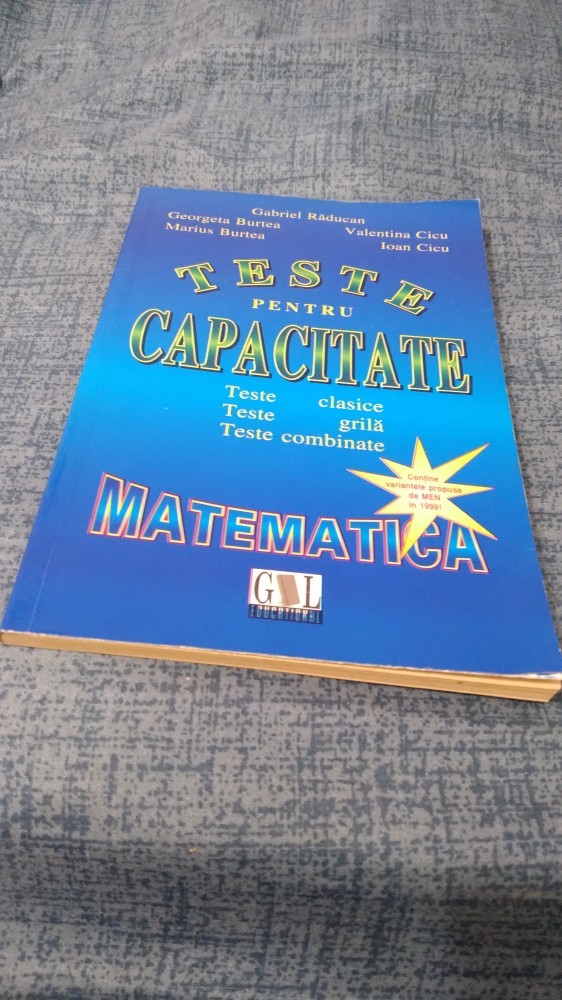 Gabriel Răducan
Georgeta Burtea Valentina Cicu
Marius Burtea Ioan Cicu
TESTE
PENTRU
CAPACITATE
Teste clasice
Teste grilă
Teste combinate
Conține
variantele propuse
de MEN
în 1999!
MATEMATICA
GIL
EDUCATIONAL